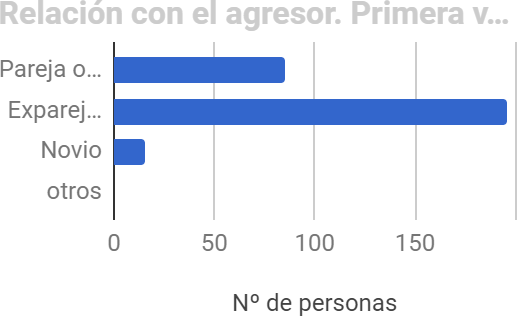 Relación con el agresor. Primera v...
Pareja o...
Exparej...
Novio
otros
0 50 100 150
Nº de personas